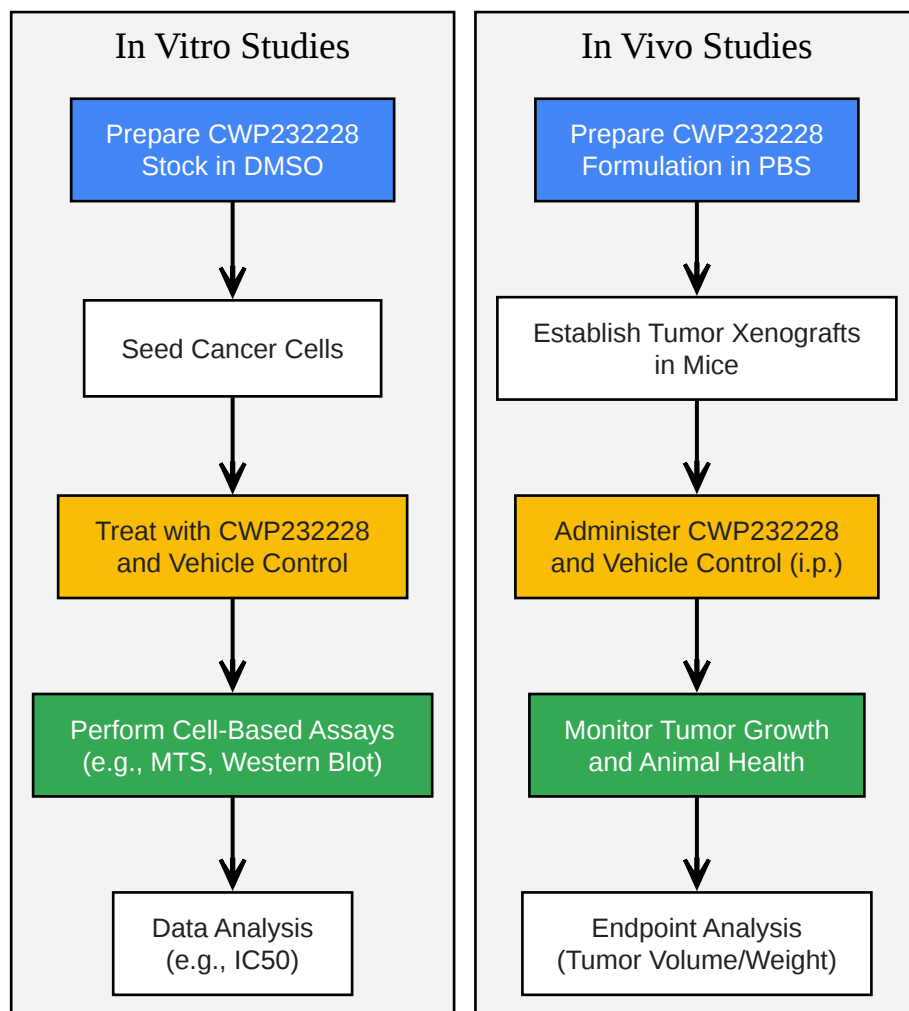 In Vitro Studies
Prepare CWP232228
Stock in DMSO
Seed Cancer Cells
Treat with CWP232228
and Vehicle Control
Perform Cell-Based Assays
(e.g., MTS, Western Blot)
Data Analysis
(e.g., IC50)
In Vivo Studies
Prepare CWP232228
Formulation in PBS
Establish Tumor Xenografts
in Mice
Administer CWP232228
and Vehicle Control (i.p.)
Monitor Tumor Growth
and Animal Health
Endpoint Analysis
(Tumor Volume/Weight)